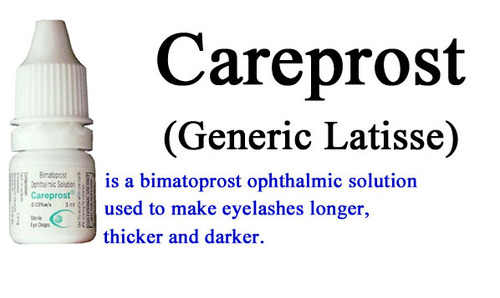 Careprost
(Generic Latisse)
is a bimatoprost ophthalmic solution
used to make eyelashes longer,
thicker and darker.
Bimatoprost
Ophthalmic Solution
Careprost®
0.03%w/v 3 ml
Sterile
Eye Drops